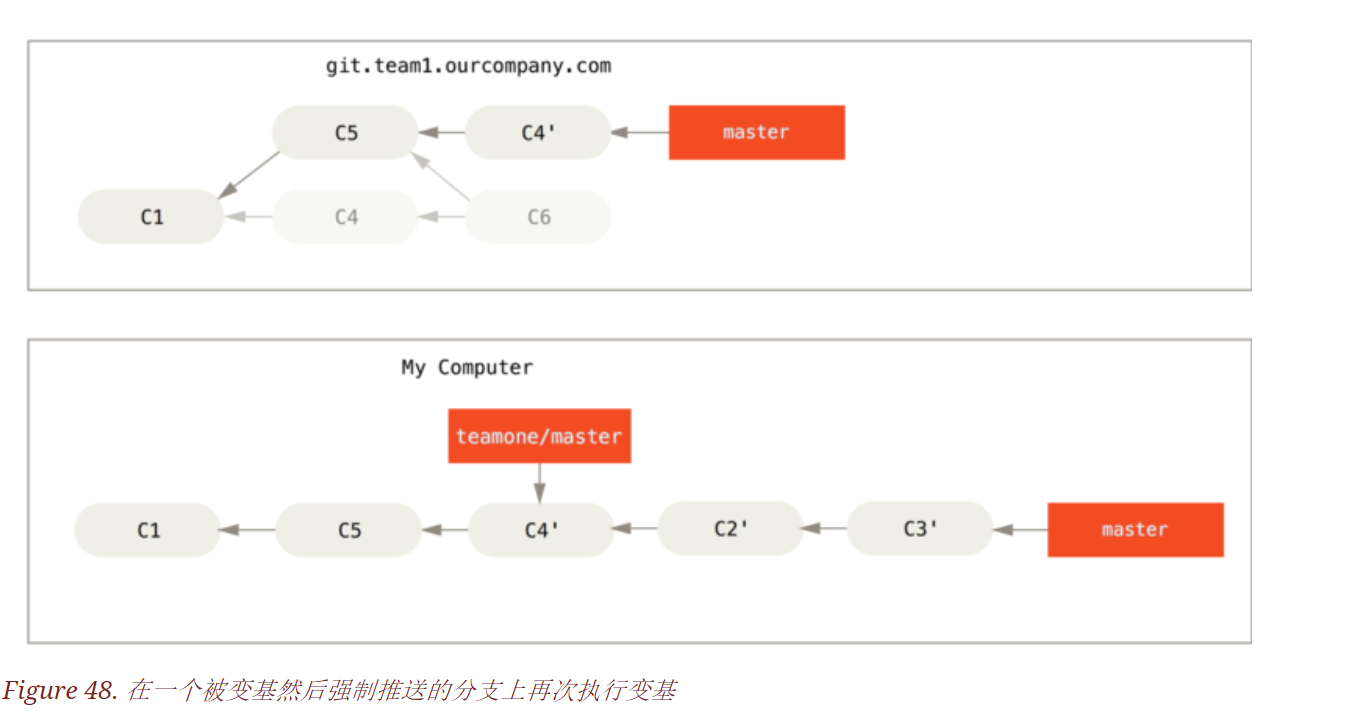 git.team1.ourcompany.com
C5 C4' master
C1 C4 C6
My Computer
teamone/master
C1 C5 C4' C2' C3' master
Figure 48. 在一个被变基然后强制推送的分支上再次执行变基